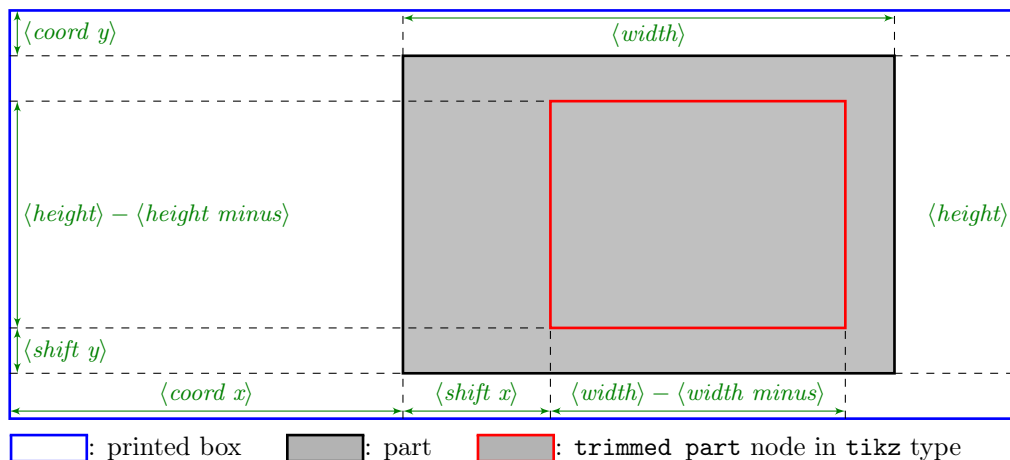 ⟨coord y⟩
⟨width⟩
⟨height⟩ − ⟨height minus⟩
⟨height⟩
⟨shift y⟩
⟨coord x⟩
⟨shift x⟩
⟨width⟩ − ⟨width minus⟩
: printed box
: part
: trimmed part node in tikz type